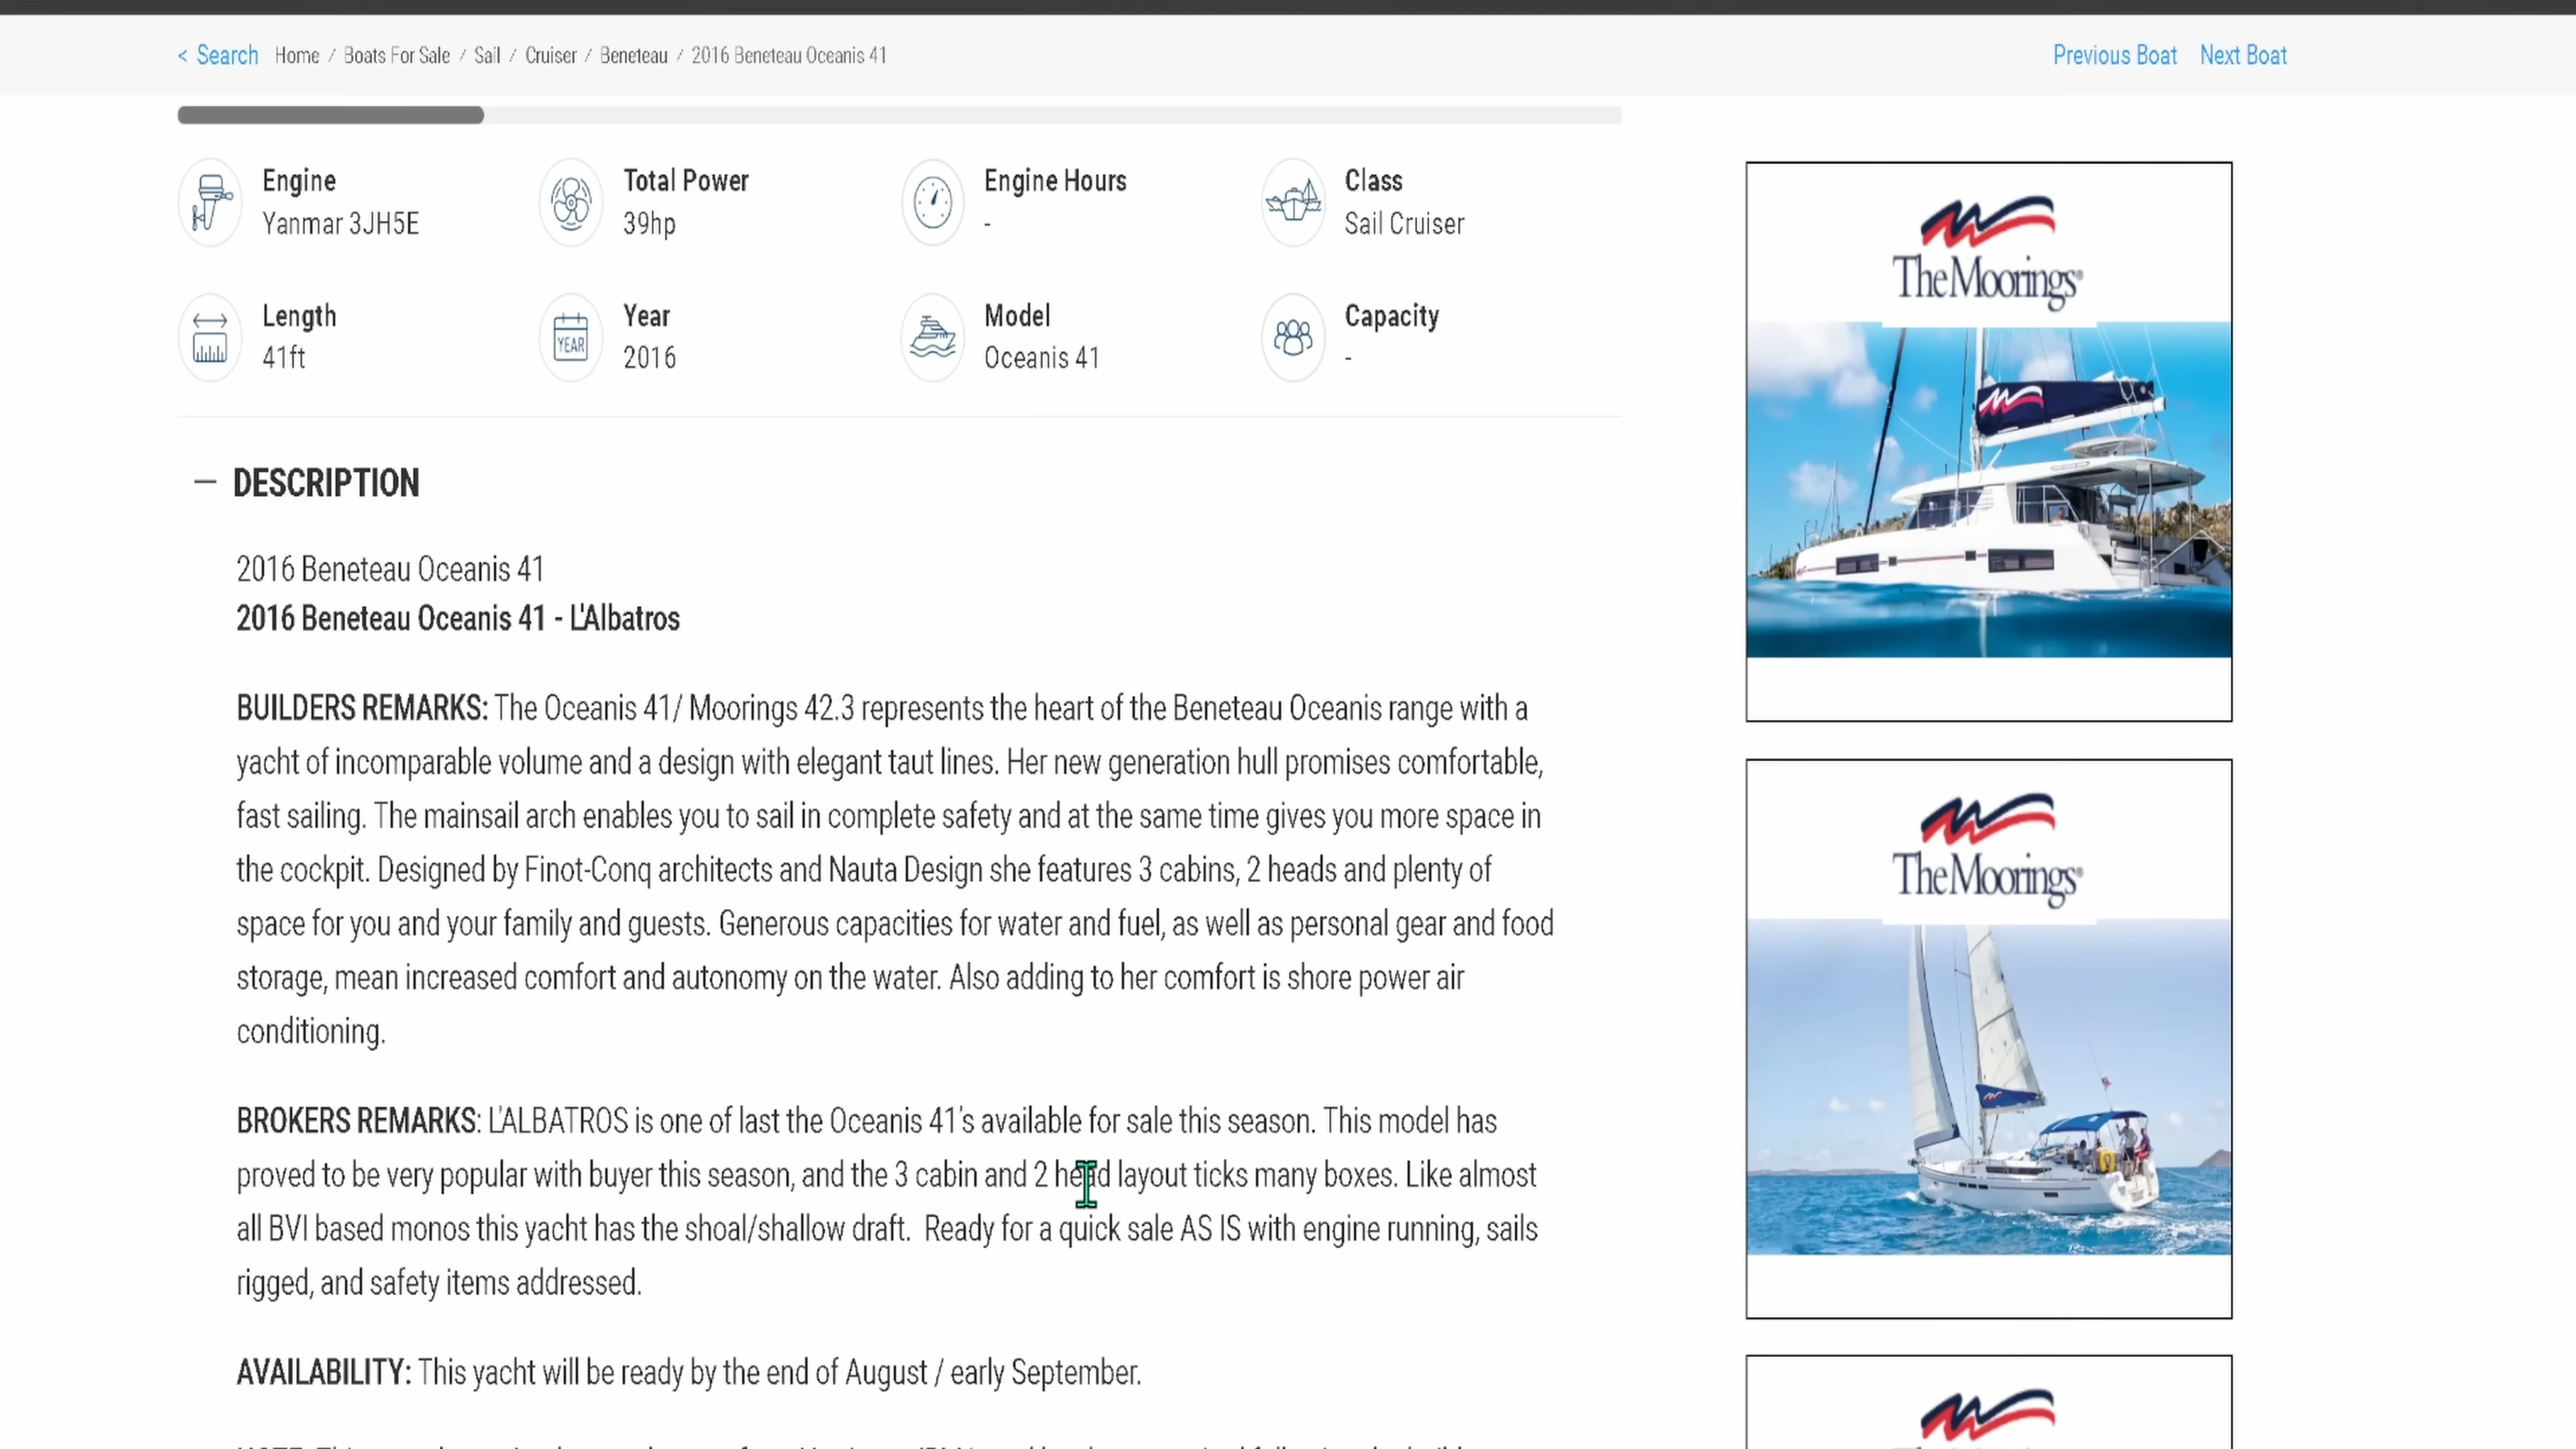 < Search Home / Boats For Sale / Sail / Cruiser / Beneteau / 2016 Beneteau Oceanis 41
Previous Boat Next Boat
Engine
Yanmar 3JH5E
Total Power
39hp
Engine Hours
-
Class
Sail Cruiser
Length
41ft
YEAR
Year
2016
Model
Oceanis 41
Capacity
-
— DESCRIPTION
2016 Beneteau Oceanis 41
2016 Beneteau Oceanis 41 - L'Albatros
BUILDERS REMARKS: The Oceanis 41/ Moorings 42.3 represents the heart of the Beneteau Oceanis range with a
yacht of incomparable volume and a design with elegant taut lines. Her new generation hull promises comfortable,
fast sailing. The mainsail arch enables you to sail in complete safety and at the same time gives you more space in
the cockpit. Designed by Finot-Conq architects and Nauta Design she features 3 cabins, 2 heads and plenty of
space for you and your family and guests. Generous capacities for water and fuel, as well as personal gear and food
storage, mean increased comfort and autonomy on the water. Also adding to her comfort is shore power air
conditioning.
BROKERS REMARKS: L'ALBATROS is one of last the Oceanis 41's available for sale this season. This model has
proved to be very popular with buyer this season, and the 3 cabin and 2 head layout ticks many boxes. Like almost
all BVI based monos this yacht has the shoal/shallow draft. Ready for a quick sale AS IS with engine running, sails
rigged, and safety items addressed.
AVAILABILITY: This yacht will be ready by the end of August / early September.
The Moorings®
The Moorings®